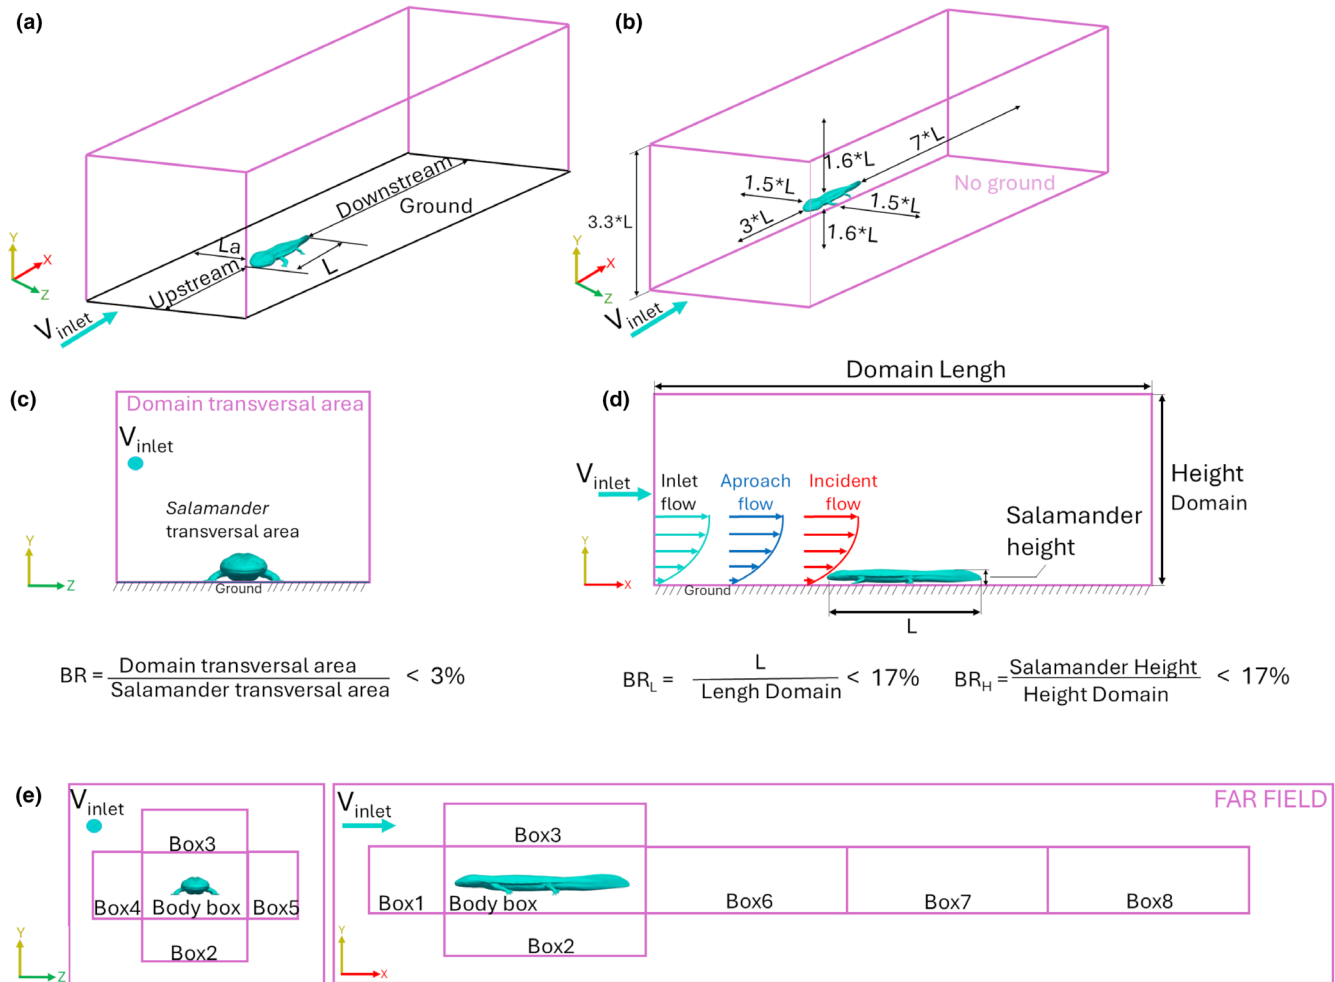 (a)
La
Upstream
Downstream
Ground
L
Y
X
Z
V inlet
(b)
3.3*L
1.6*L
7*L
1.5*L
3*L
1.5*L
1.6*L
No ground
Y
X
Z
V inlet
(c)
Domain transversal area
V inlet
Salamander
transversal area
Ground
Y
Z
BR = Domain transversal area / Salamander transversal area < 3%
(d)
Domain Lengh
V inlet
Inlet flow
Aproach flow
Incident flow
Salamander
height
Height
Domain
Ground
L
Y
X
BR L = L / Lengh Domain < 17%
BR H = Salamander Height / Height Domain < 17%
(e)
V inlet
Box3
Box4 Body box Box5
Box2
Y
Z
V inlet
FAR FIELD
Box3
Box1 Body box Box6 Box7 Box8
Box2
Y
X